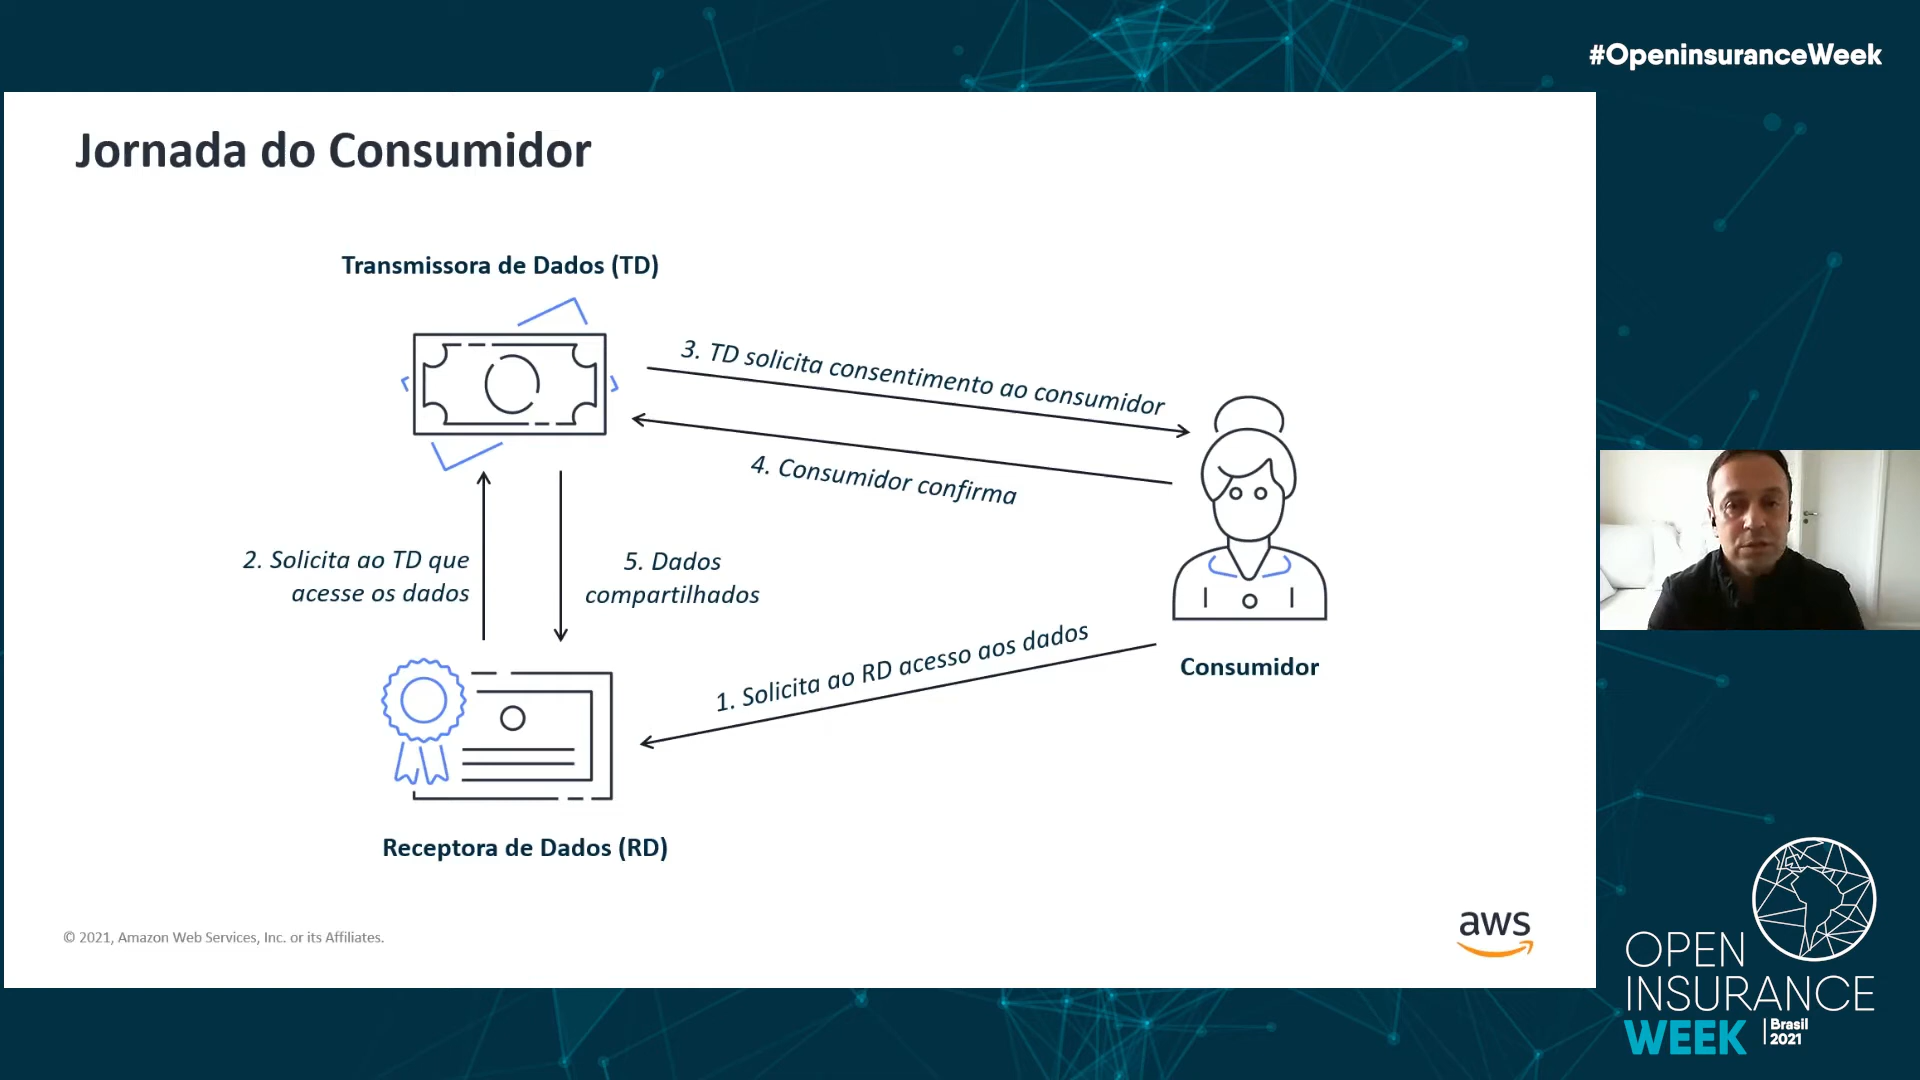 #OpeninsuranceWeek
Jornada do Consumidor
Transmissora de Dados (TD)
3. TD solicita consentimento ao consumidor
4. Consumidor confirma
2. Solicita ao TD que
acesse os dados
5. Dados
compartilhados
1. Solicita ao RD acesso aos dados
Consumidor
Receptora de Dados (RD)
© 2021, Amazon Web Services, Inc. or its Affiliates.
aws
OPEN
INSURANCE
WEEK
Brasil
2021